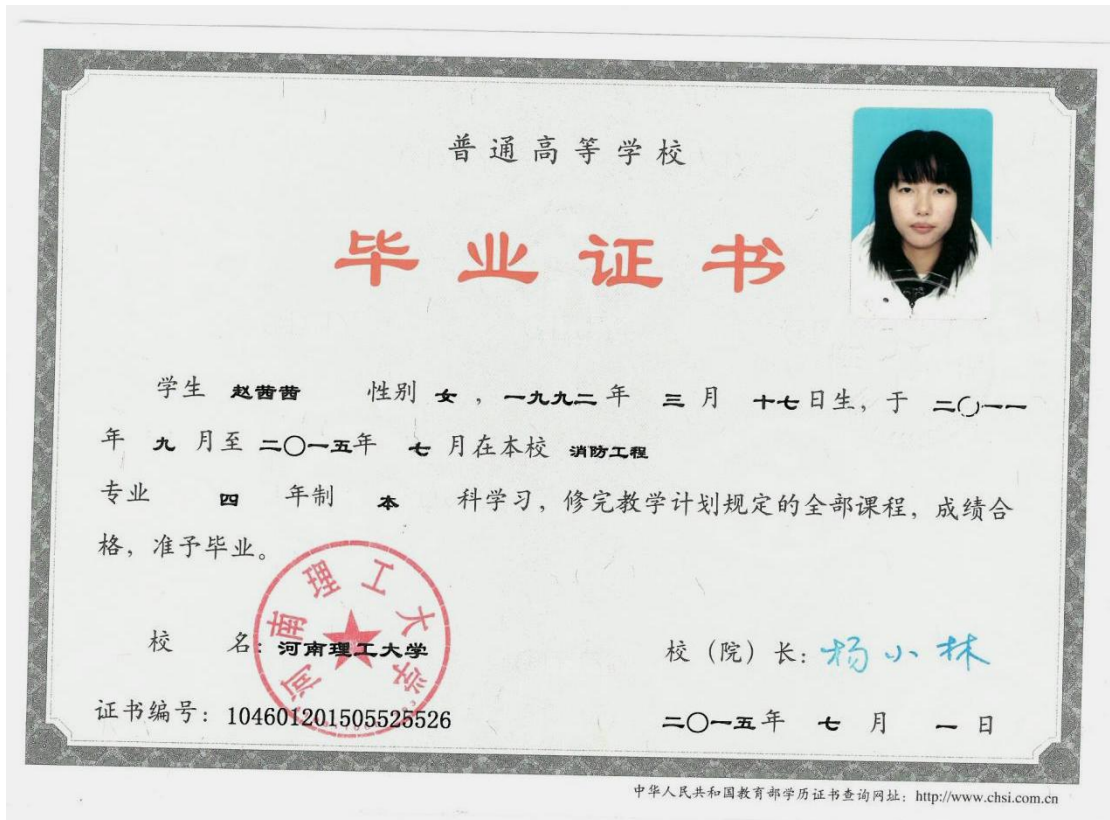 普通高等学校
毕业证书
学生 赵茜茜 性别 女 ，一九九二年 三 月 十七日生，于 二〇一一
年 九 月至 二〇一五年 七 月在本校 消防工程
专业 四 年制 本 科学习，修完教学计划规定的全部课程，成绩合
格，准予毕业。
河南理工大学
校 名：河南理工大学
校（院）长：杨小林
证书编号：104601201505525526
二〇一五年 七 月 一 日
中华人民共和国教育部学历证书查询网址：http://www.chsi.com.cn